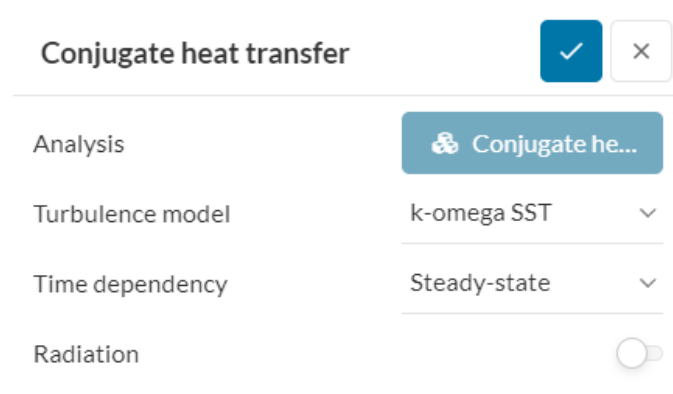 Conjugate heat transfer
Analysis Conjugate he...
Turbulence model k-omega SST
Time dependency Steady-state
Radiation